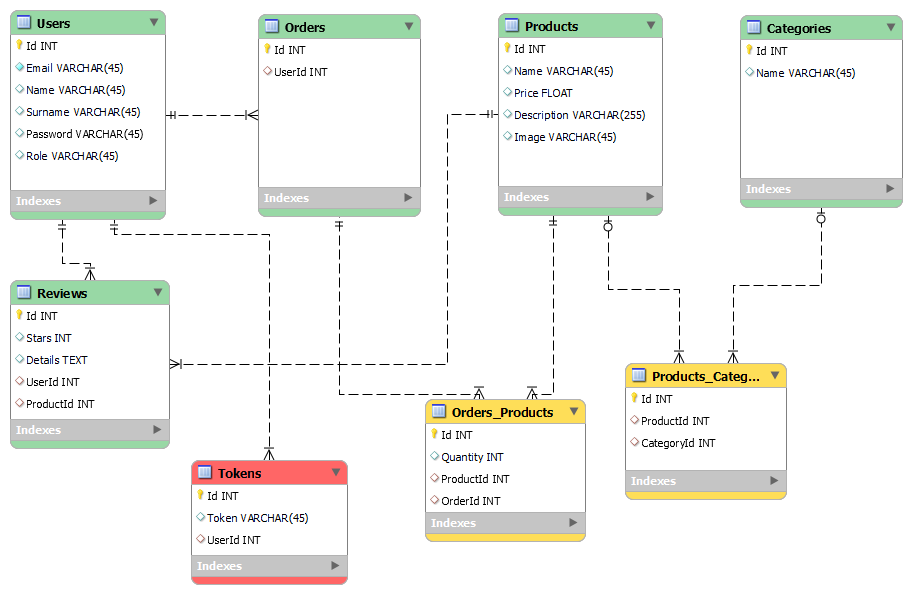 Users
Id INT
Email VARCHAR(45)
Name VARCHAR(45)
Surname VARCHAR(45)
Password VARCHAR(45)
Role VARCHAR(45)
Indexes
Orders
Id INT
UserId INT
Indexes
Products
Id INT
Name VARCHAR(45)
Price FLOAT
Description VARCHAR(255)
Image VARCHAR(45)
Indexes
Categories
Id INT
Name VARCHAR(45)
Indexes
Reviews
Id INT
Stars INT
Details TEXT
UserId INT
ProductId INT
Indexes
Tokens
Id INT
Token VARCHAR(45)
UserId INT
Indexes
Orders_Products
Id INT
Quantity INT
ProductId INT
OrderId INT
Indexes
Products_Categ...
Id INT
ProductId INT
CategoryId INT
Indexes